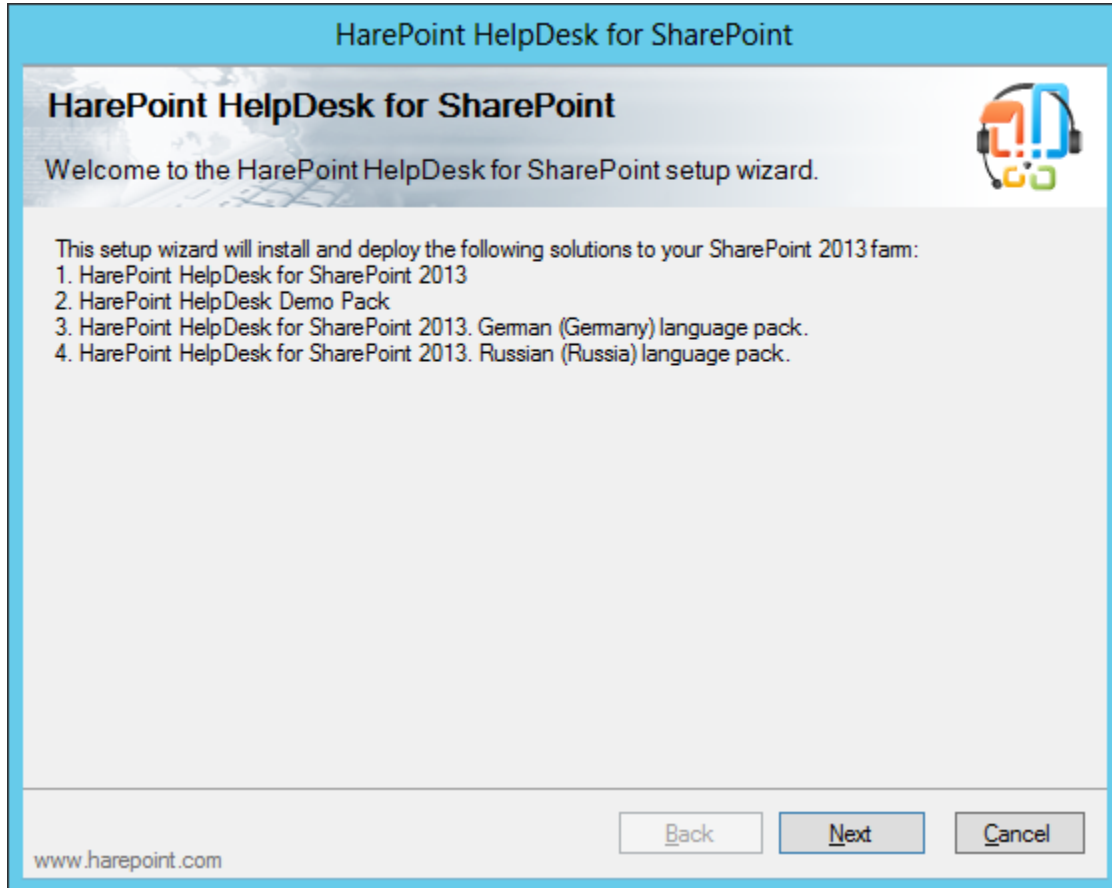 HarePoint HelpDesk for SharePoint
HarePoint HelpDesk for SharePoint
Welcome to the HarePoint HelpDesk for SharePoint setup wizard.
This setup wizard will install and deploy the following solutions to your SharePoint 2013 farm:
1. HarePoint HelpDesk for SharePoint 2013
2. HarePoint HelpDesk Demo Pack
3. HarePoint HelpDesk for SharePoint 2013. German (Germany) language pack.
4. HarePoint HelpDesk for SharePoint 2013. Russian (Russia) language pack.
Back Next Cancel
www.harepoint.com